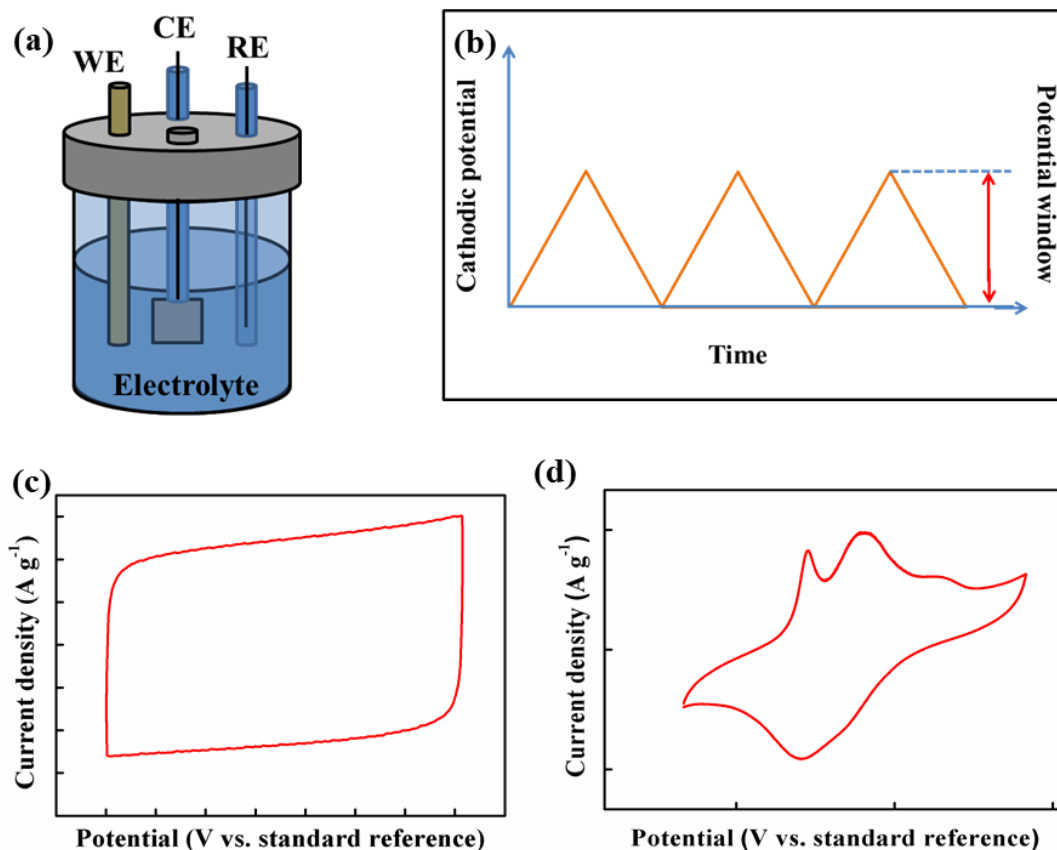 (a)
WE
CE
RE
Electrolyte
(b)
Cathodic potential
Time
Potential window
(c)
Current density (A g⁻¹)
Potential (V vs. standard reference)
(d)
Current density (A g⁻¹)
Potential (V vs. standard reference)